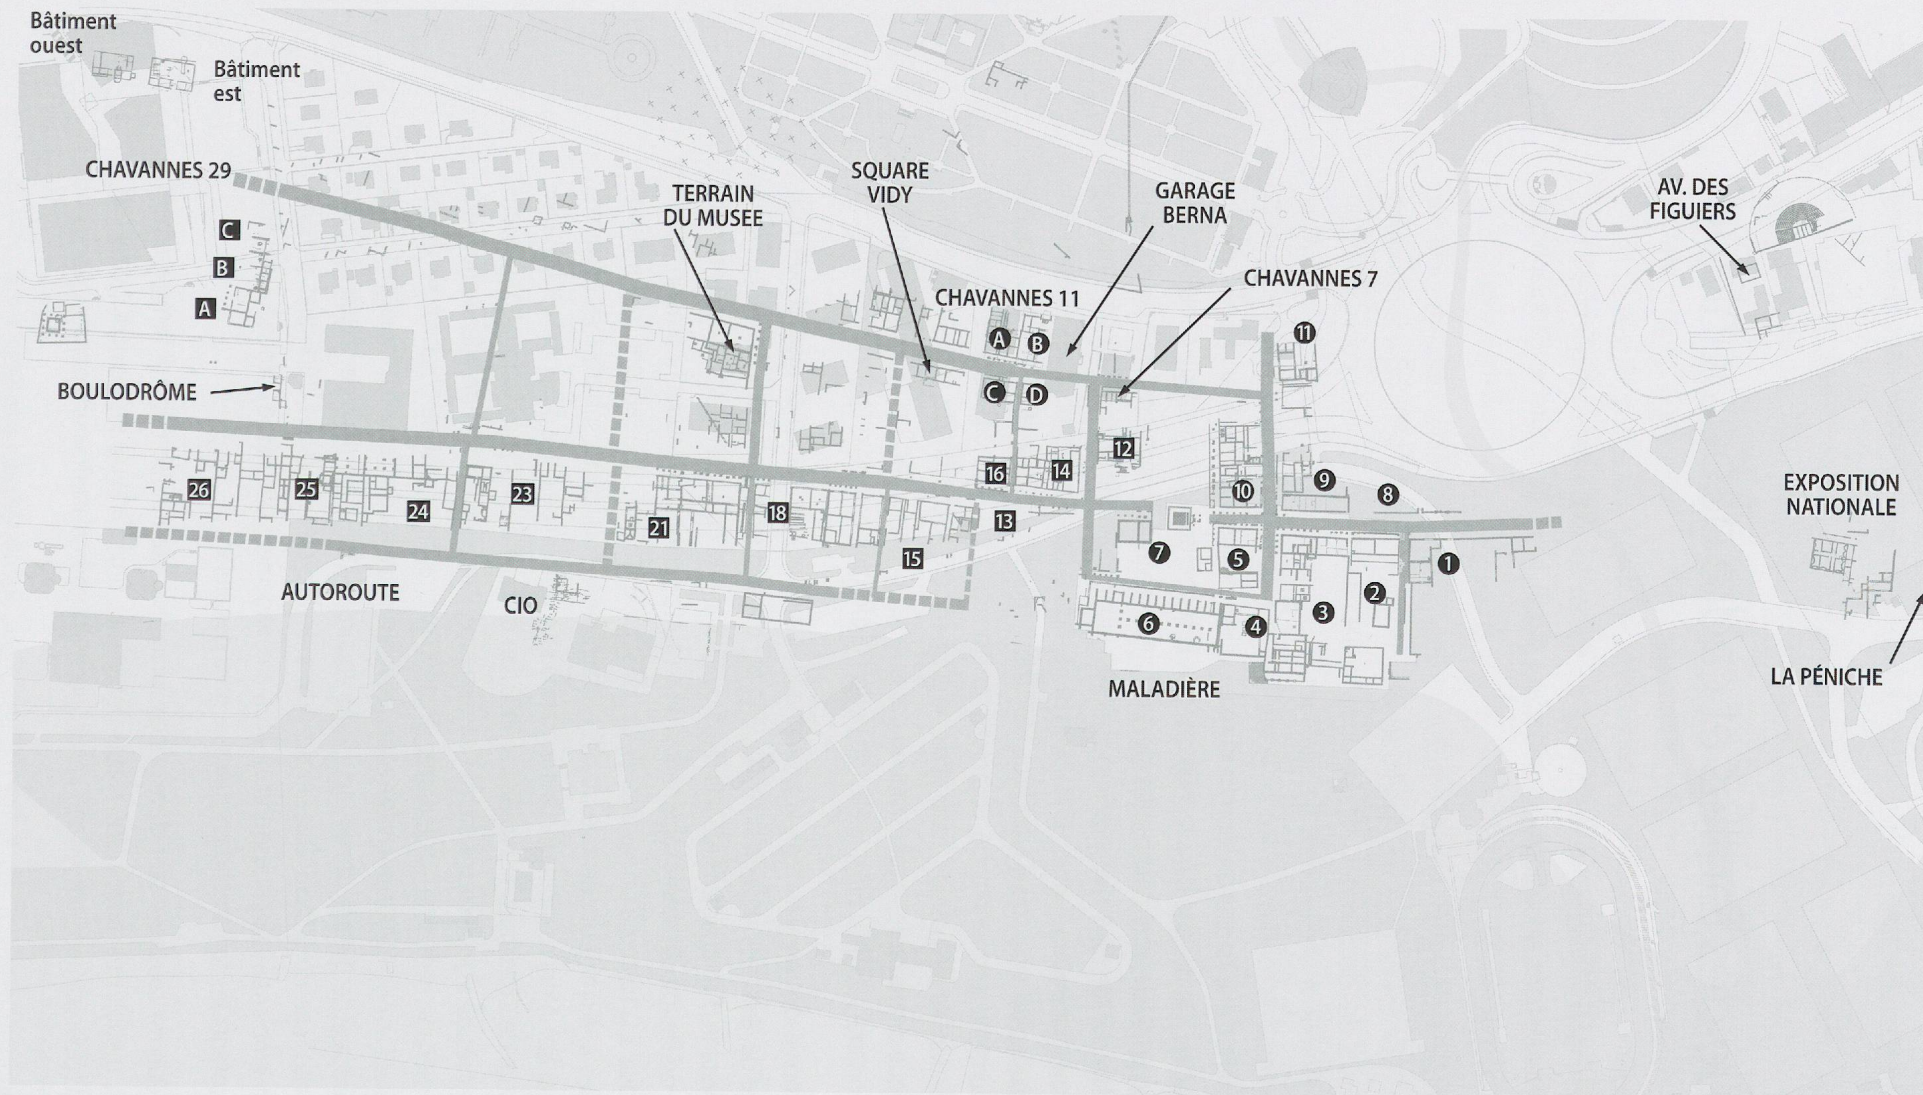 Bâtiment
ouest
Bâtiment
est
CHAVANNES 29
C
B
A
BOULODRÔME
TERRAIN
DU MUSEE
SQUARE
VIDY
GARAGE
BERNA
CHAVANNES 11
A
B
C
D
CHAVANNES 7
AV. DES
FIGUIERS
11
12
16
14
9
10
8
26
25
24
23
21
18
13
15
7
5
1
2
3
6
4
EXPOSITION
NATIONALE
AUTOROUTE
CIO
MALADIÈRE
LA PÉNICHE